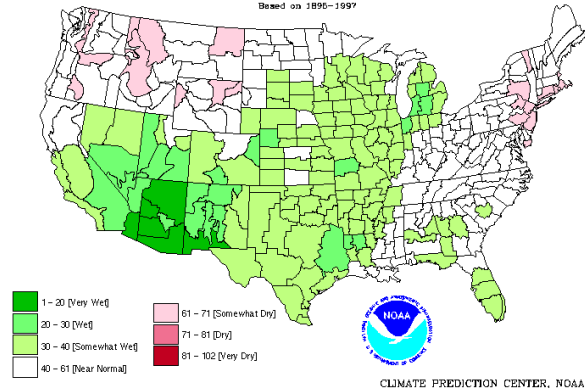 Based on 1895-1997
1 - 20 [Very Wet]
20 - 30 [Wet]
30 - 40 [Somewhat Wet]
40 - 61 [Near Normal]
61 - 71 [Somewhat Dry]
71 - 81 [Dry]
81 - 102 [Very Dry]
NOAA
CLIMATE PREDICTION CENTER, NOAA